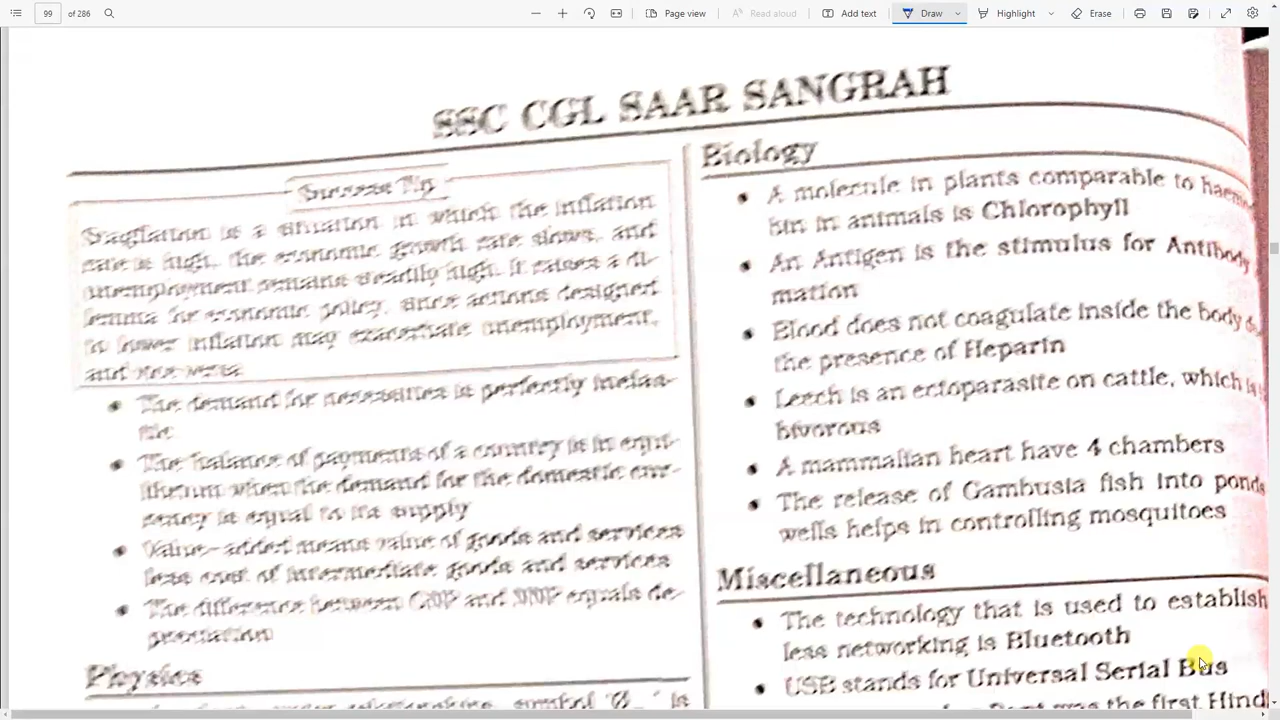 99 of 286
Page view
Read aloud
Add text
Draw
Highlight
Erase
SSC CGL SAAR SANGRAH
Success Tip
Stagflation is a situation in which the inflation
rate is high, the economic growth rate slows, and
unemployment remains steadily high. It raises a di-
lemma for economic policy, since actions designed
to lower inflation may exacerbate unemployment,
and vice versa
• The demand for necessities is perfectly inelas-
tic
• The balance of payments of a country is in equi-
librium when the demand for the domestic cur-
rency is equal to its supply
• Value-added means value of goods and services
less cost of intermediate goods and services
• The difference between GNP and NNP equals de-
preciation
Physics
symbol is
Biology
• A molecule in plants comparable to haemo
bin in animals is Chlorophyll
• An Antigen is the stimulus for Antibody
mation
• Blood does not coagulate inside the body
the presence of Heparin
• Leech is an ectoparasite on cattle, which is
bivorous
• A mammalian heart have 4 chambers
• The release of Gambusia fish into ponds
wells helps in controlling mosquitoes
Miscellaneous
• The technology that is used to establish
less networking is Bluetooth
• USB stands for Universal Serial Bus
was the first Hindi